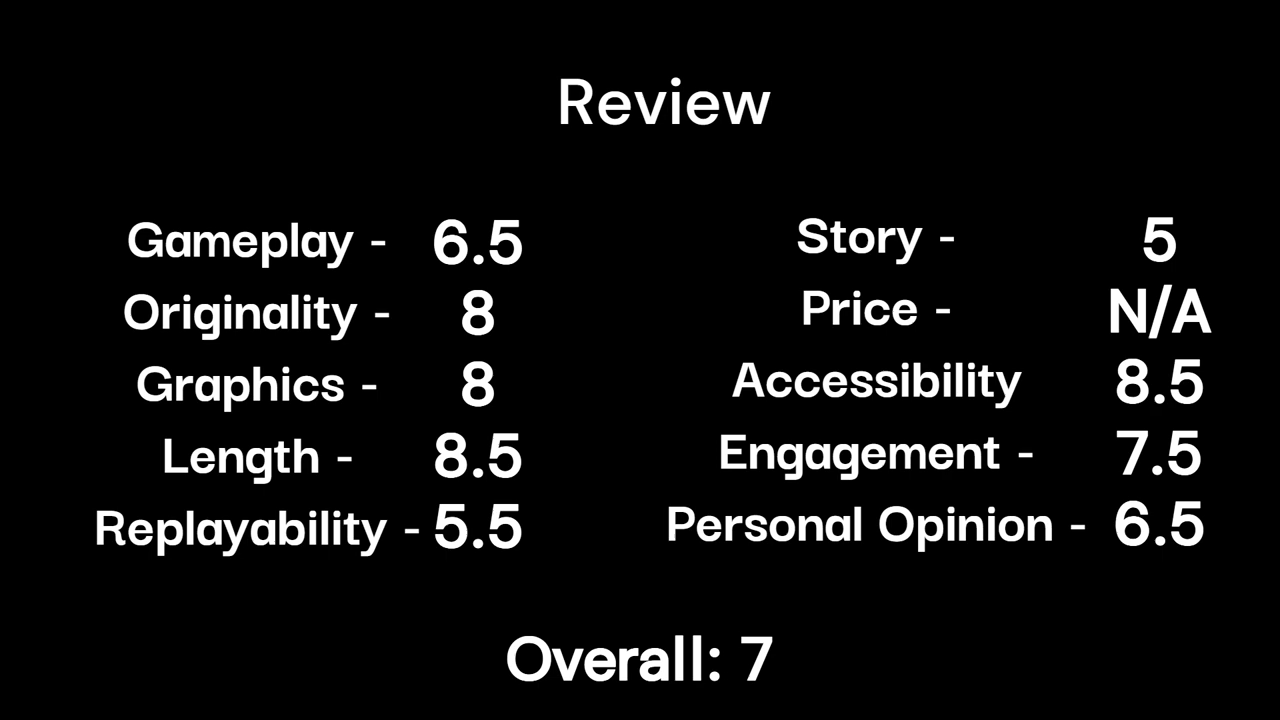 Review
Gameplay - 6.5
Originality - 8
Graphics - 8
Length - 8.5
Replayability - 5.5
Story - 5
Price - N/A
Accessibility 8.5
Engagement - 7.5
Personal Opinion - 6.5
Overall: 7